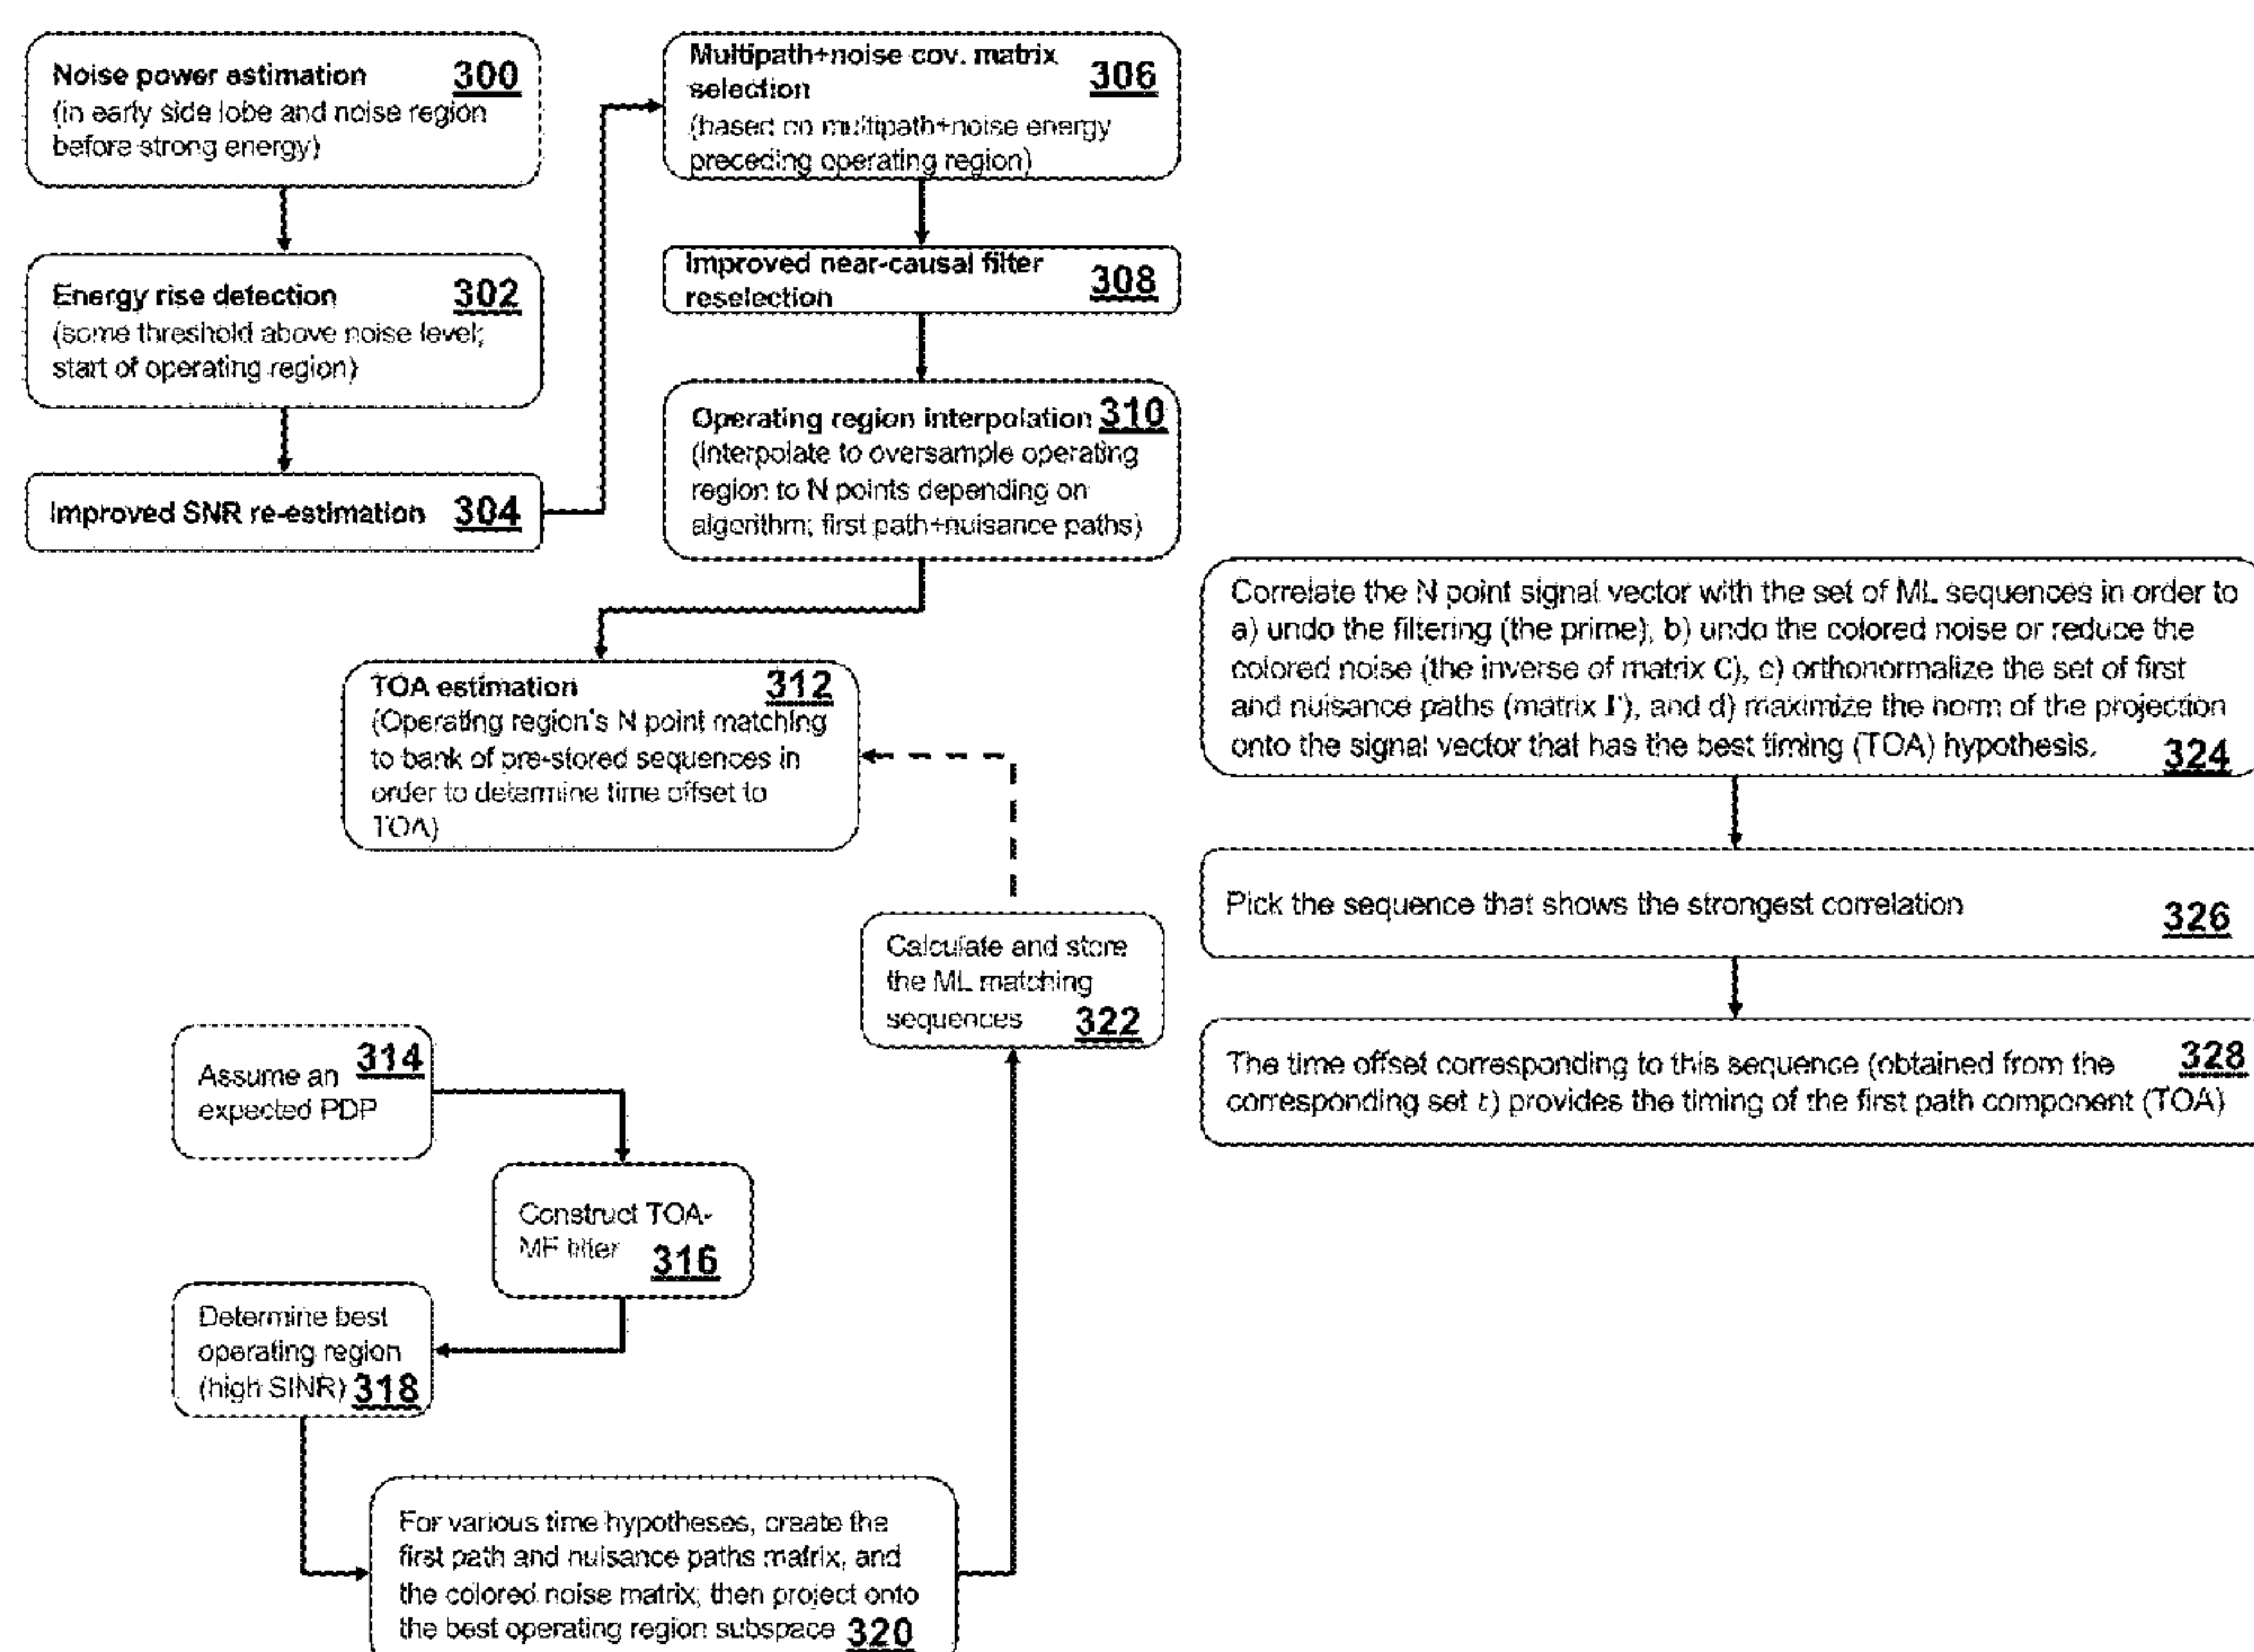 Noise power estimation 300
(in early side lobe and noise region
before strong energy)
Energy rise detection 302
(some threshold above noise level;
start of operating region)
Improved SNR re-estimation 304
Multipath+noise cov. matrix
selection 306
(based on multipath+noise energy
preceding operating region)
Improved near-causal filter
reselection 308
Operating region interpolation 310
(interpolate to oversample operating
region to N points depending on
algorithm; first path+nuisance paths)
TOA estimation 312
(Operating region's N point matching
to bank of pre-stored sequences in
order to determine time offset to
TOA)
Assume an 314
expected PDP
Construct TOA-
MF filter 316
Determine best
operating region
(high SINR) 318
For various time hypotheses, create the
first path and nuisance paths matrix, and
the colored noise matrix; then project onto
the best operating region subspace 320
Calculate and store
the ML matching
sequences 322
Correlate the N point signal vector with the set of ML sequences in order to
a) undo the filtering (the prime), b) undo the colored noise or reduce the
colored noise (the inverse of matrix C), c) orthonormalize the set of first
and nuisance paths (matrix Γ), and d) maximize the norm of the projection
onto the signal vector that has the best timing (TOA) hypothesis. 324
Pick the sequence that shows the strongest correlation 326
The time offset corresponding to this sequence (obtained from the 328
corresponding set t) provides the timing of the first path component (TOA)